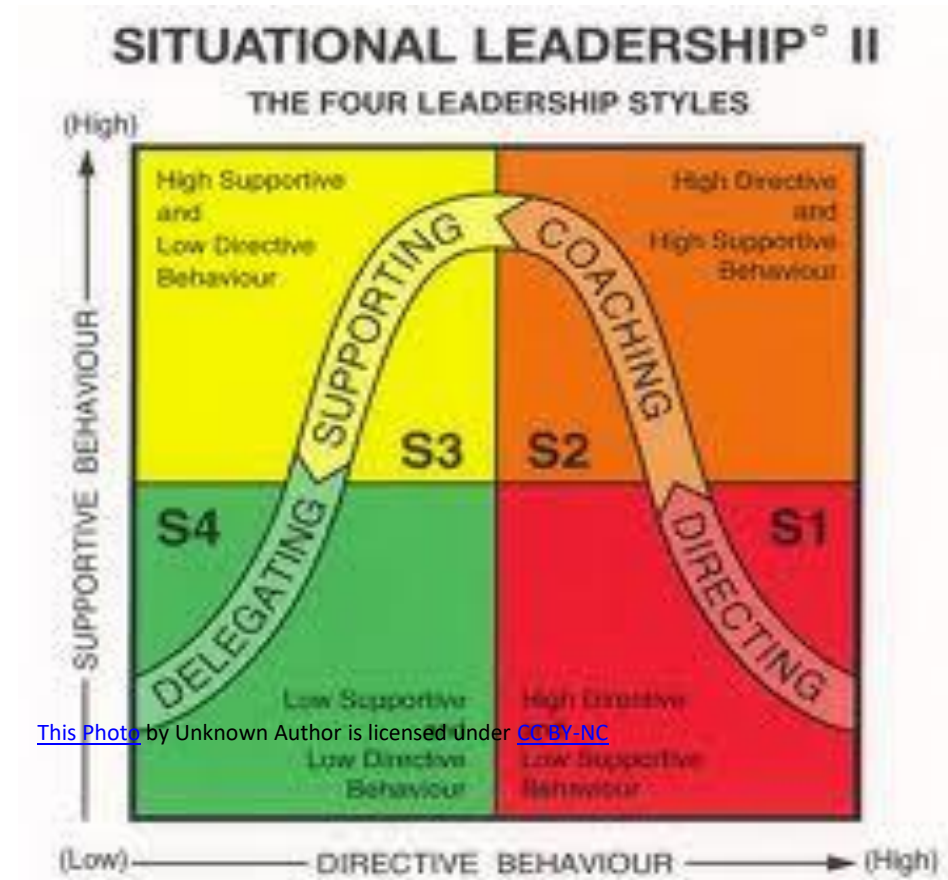 SITUATIONAL LEADERSHIP° II
THE FOUR LEADERSHIP STYLES
(High)
High Supportive
and
Low Directive
Behaviour
High Directive
and
High Supportive
Behaviour
SUPPORTING
COACHING
S3
S2
S4
S1
DELEGATING
DIRECTING
SUPPORTIVE BEHAVIOUR
Low Supportive
and
Low Directive
Behaviour
High Directive
and
Low Supportive
Behaviour
This Photo by Unknown Author is licensed under CC BY-NC
(Low)
DIRECTIVE BEHAVIOUR
(High)